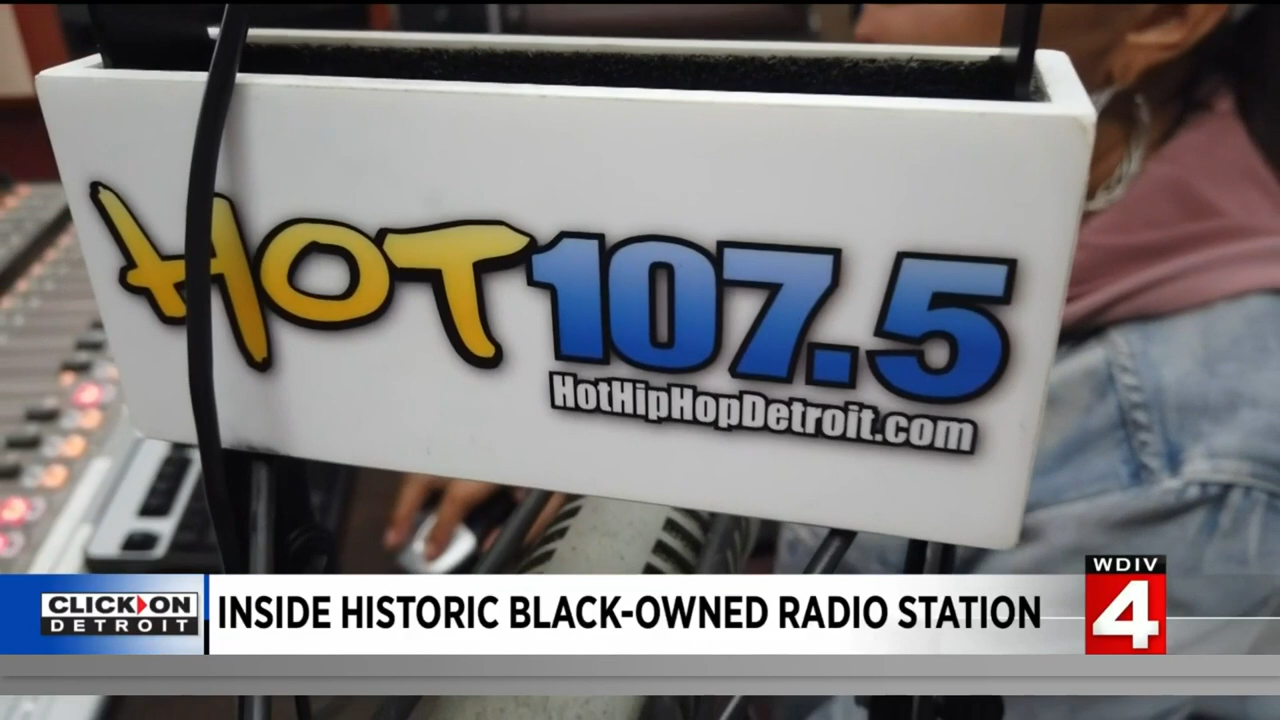 HOT 107.5
HotHipHopDetroit.com
WDIV
4
CLICK ON
DETROIT
INSIDE HISTORIC BLACK-OWNED RADIO STATION